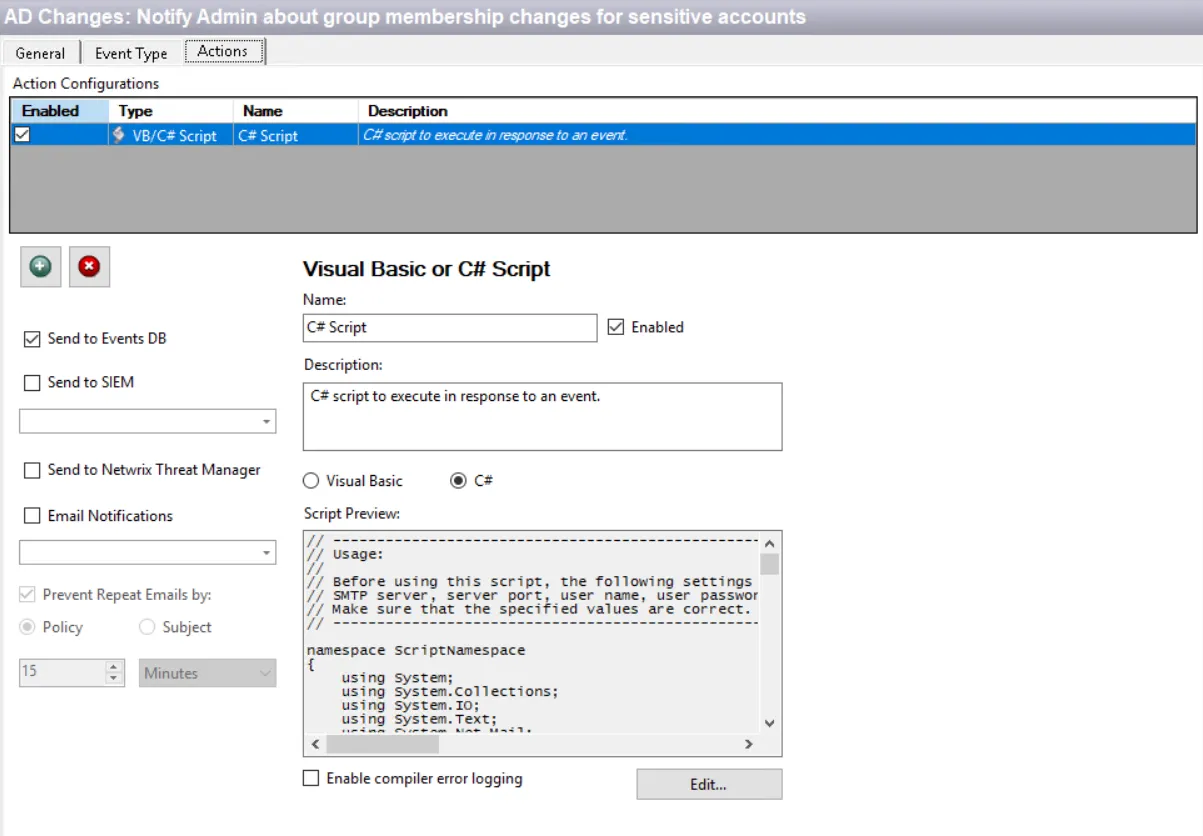 AD Changes: Notify Admin about group membership changes for sensitive accounts
General Event Type Actions
Action Configurations
Enabled Type Name Description
VB/C# Script C# Script C# script to execute in response to an event.
Visual Basic or C# Script
Name:
C# Script Enabled
Send to Events DB
Description:
Send to SIEM
C# script to execute in response to an event.
Send to Netwrix Threat Manager
Visual Basic C#
Email Notifications
Script Preview:
// -------------------------------------------------
// Usage:
//
// Before using this script, the following settings
// SMTP server, server port, user name, user passwor
// Make sure that the specified values are correct.
// -------------------------------------------------
namespace ScriptNamespace
{
using System;
using System.Collections;
using System.IO;
using System.Text;
using System.Net.Mail;
Prevent Repeat Emails by:
Policy Subject
15 Minutes
Enable compiler error logging Edit...